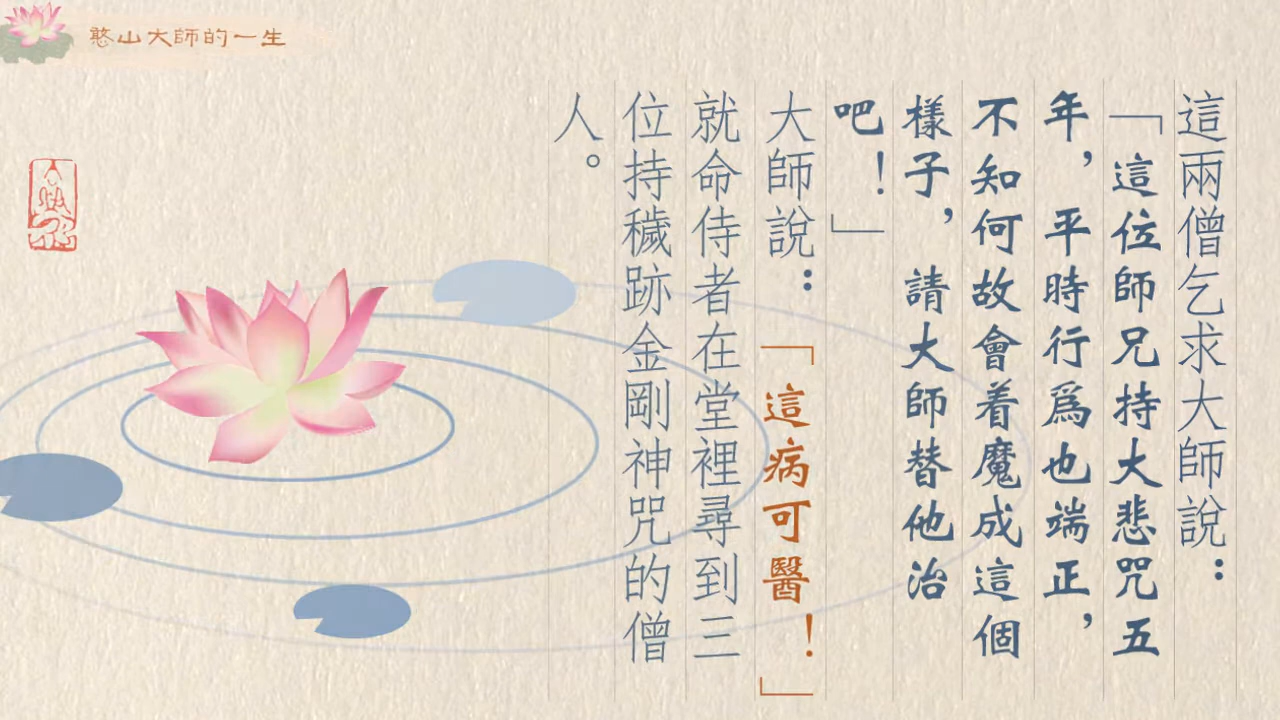 憨山大師的一生
這兩僧乞求大師說：
「這位師兄持大悲咒五
年，平時行為也端正，
不知何故會着魔成這個
樣子，請大師替他治
吧！」
大師說：「這病可醫！」
就命侍者在堂裡尋到三
位持穢跡金剛神咒的僧
人。